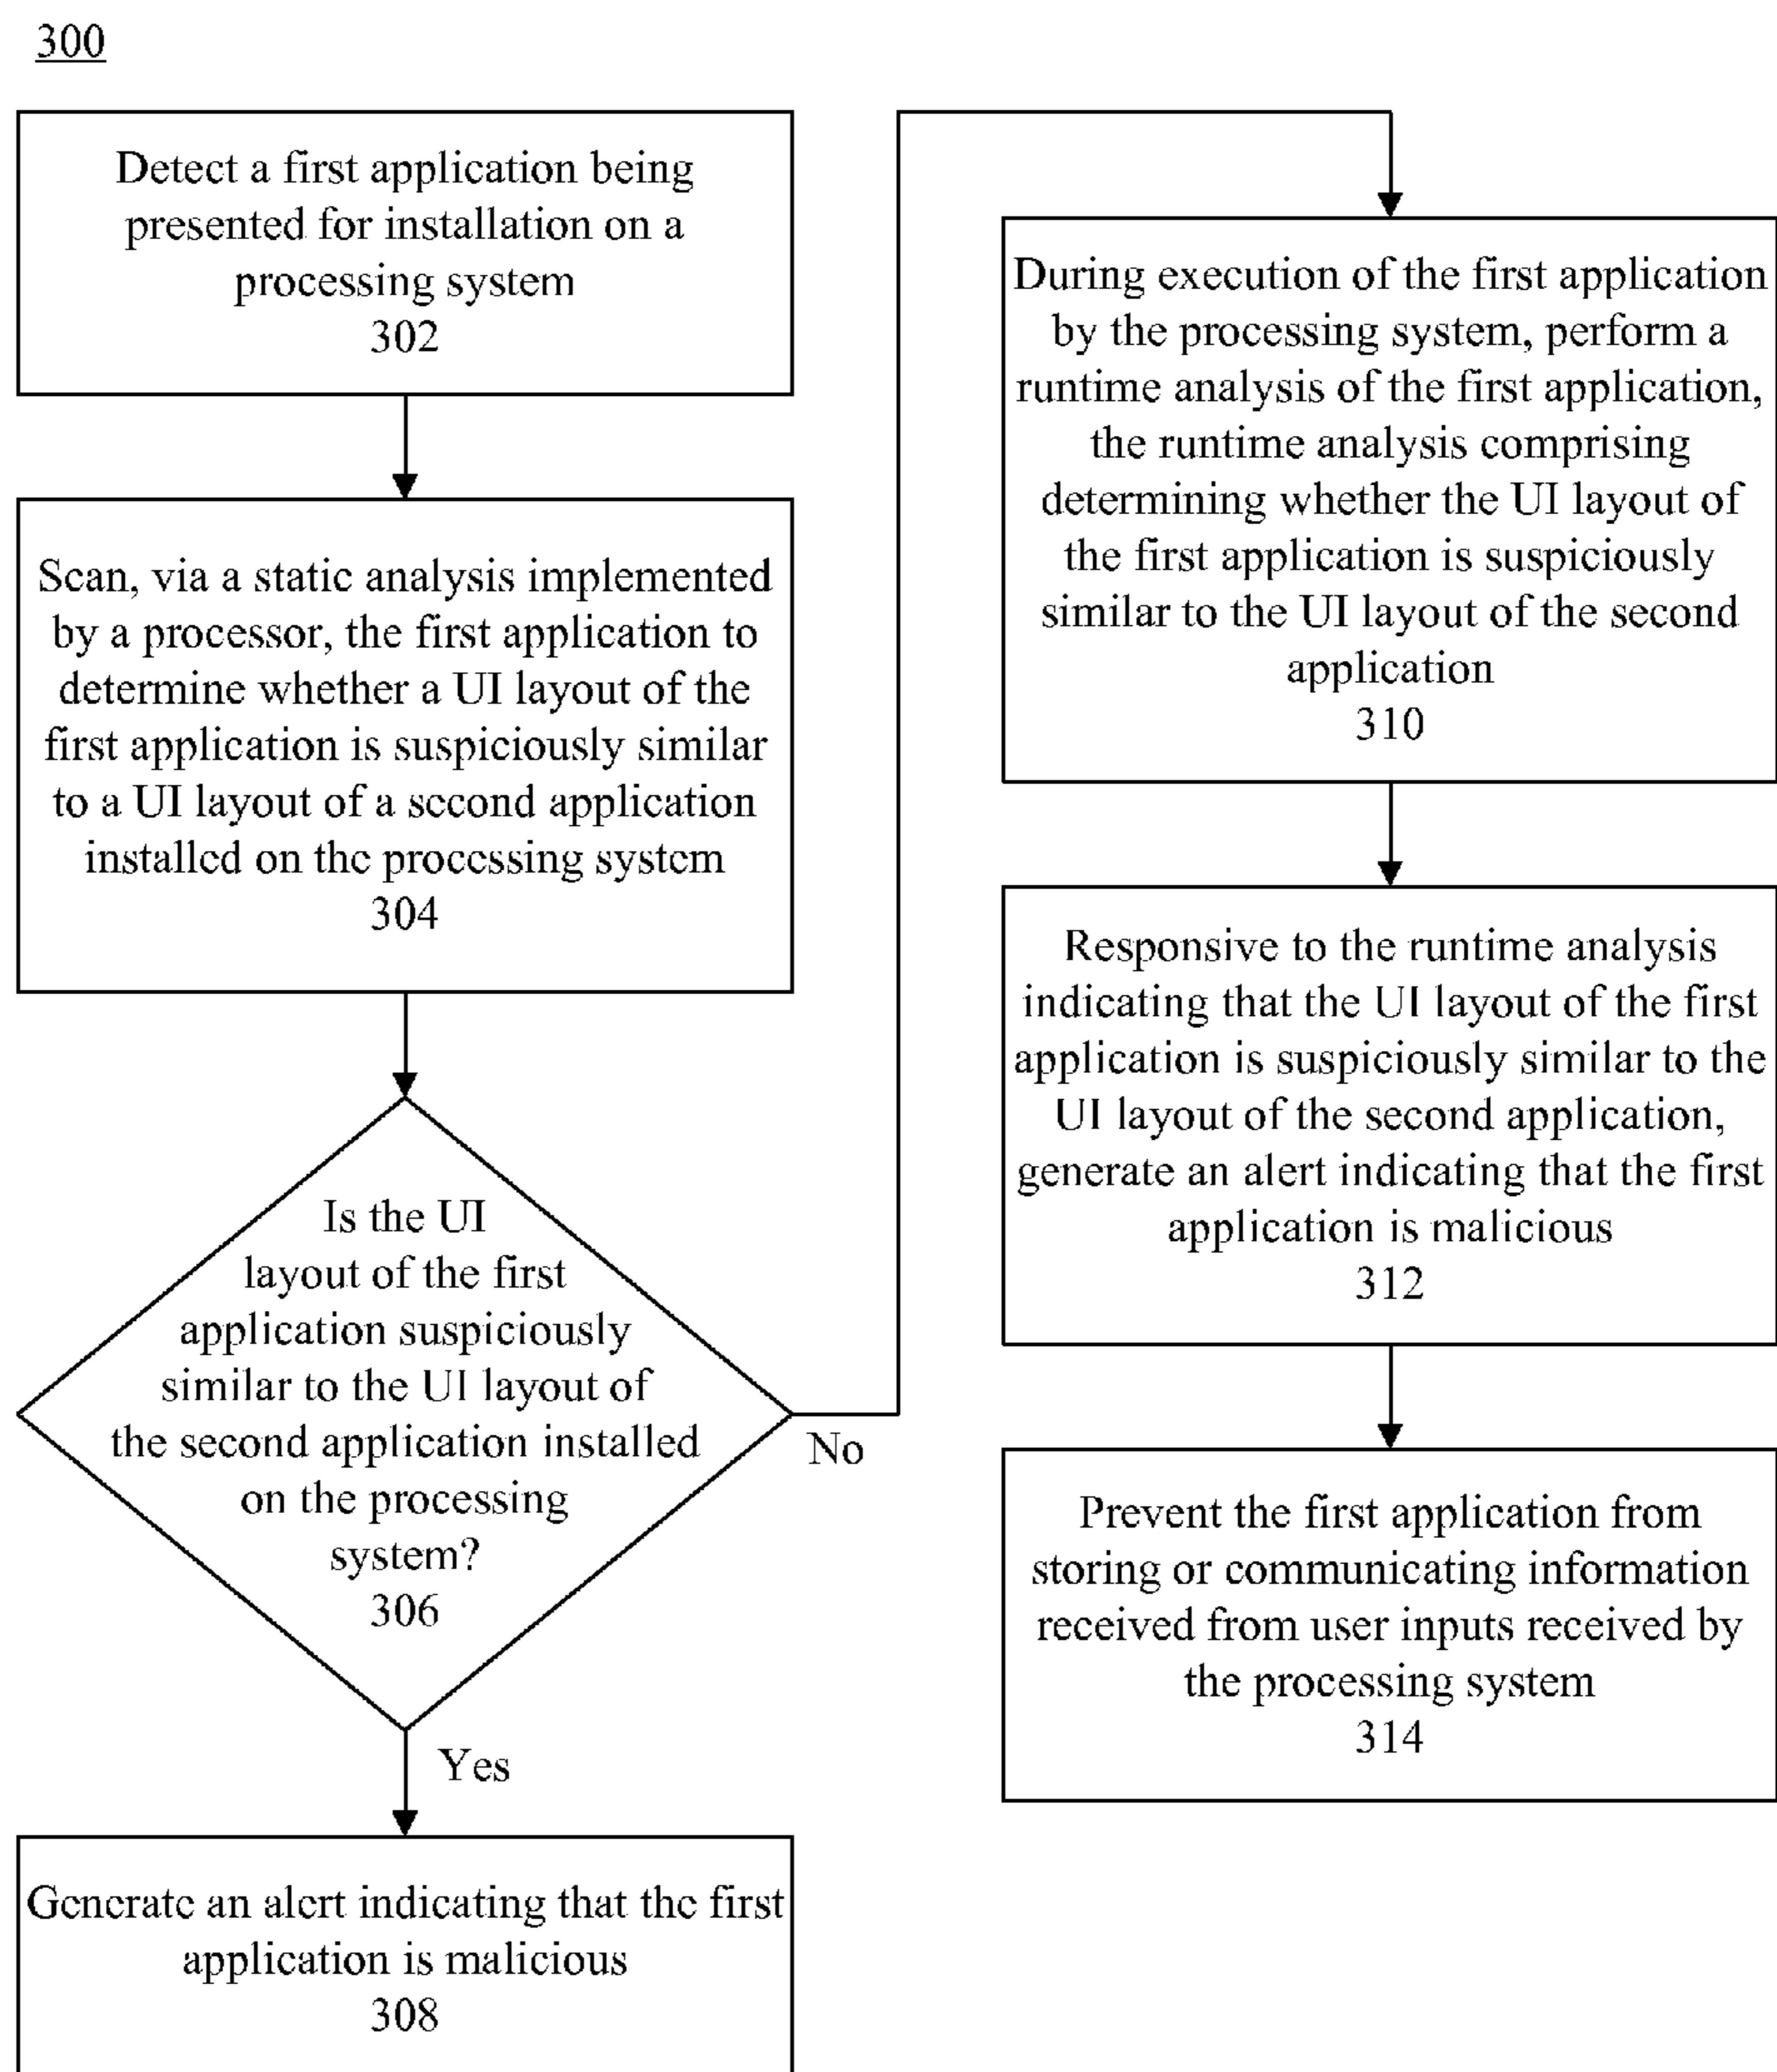 300
Detect a first application being
presented for installation on a
processing system
302
Scan, via a static analysis implemented
by a processor, the first application to
determine whether a UI layout of the
first application is suspiciously similar
to a UI layout of a second application
installed on the processing system
304
Is the UI
layout of the first
application suspiciously
similar to the UI layout of
the second application installed
on the processing
system?
306
No
Yes
Generate an alert indicating that the first
application is malicious
308
During execution of the first application
by the processing system, perform a
runtime analysis of the first application,
the runtime analysis comprising
determining whether the UI layout of
the first application is suspiciously
similar to the UI layout of the second
application
310
Responsive to the runtime analysis
indicating that the UI layout of the first
application is suspiciously similar to the
UI layout of the second application,
generate an alert indicating that the first
application is malicious
312
Prevent the first application from
storing or communicating information
received from user inputs received by
the processing system
314